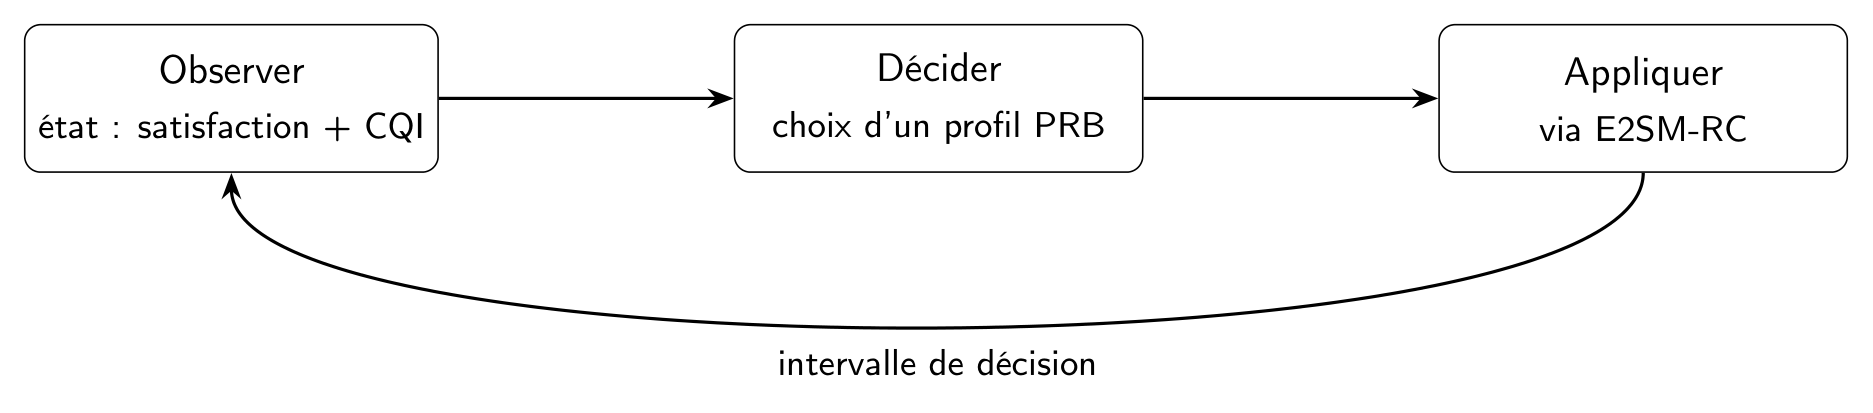 Observer
état : satisfaction + CQI
Décider
choix d'un profil PRB
Appliquer
via E2SM-RC
intervalle de décision